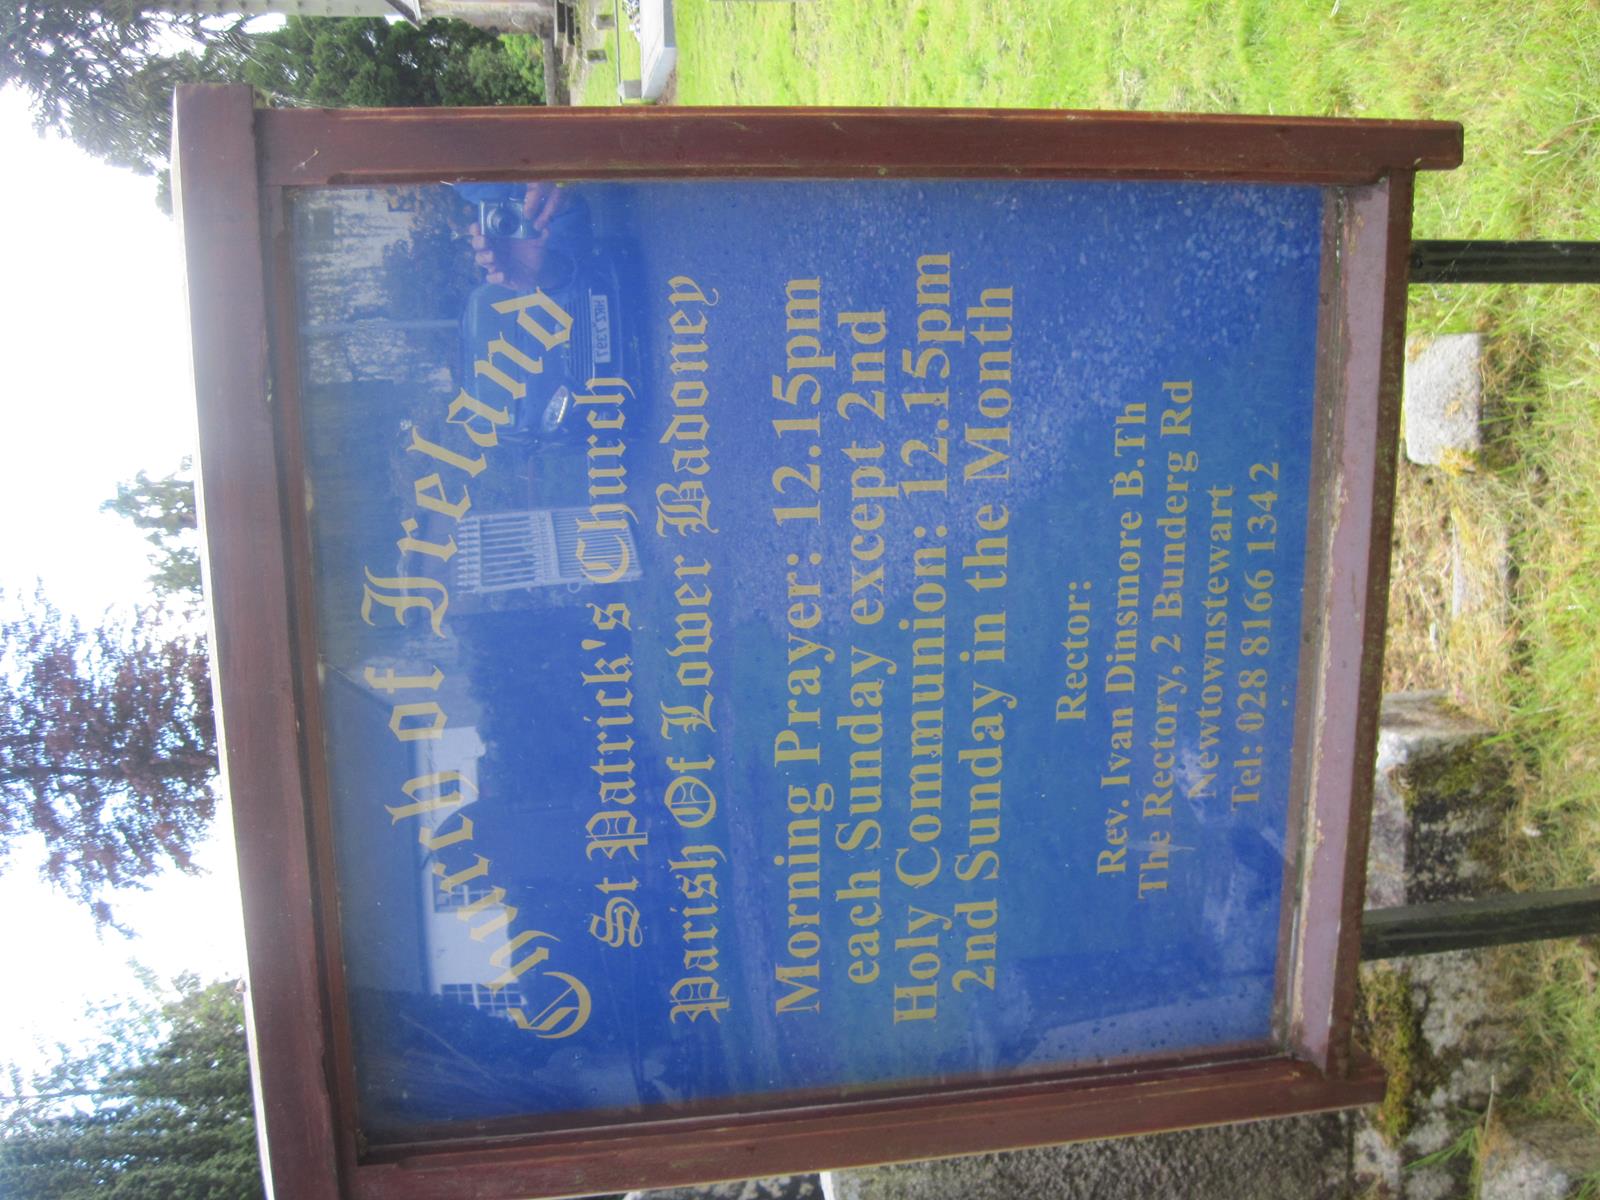 Church of Ireland
St Patrick's Church
Parish Of Lower Badoney
Morning Prayer: 12.15pm
each Sunday except 2nd
Holy Communion: 12.15pm
2nd Sunday in the Month
Rector:
Rev. Ivan Dinsmore B.Th
The Rectory, 2 Bunderg Rd
Newtownstewart
Tel: 028 8166 1342